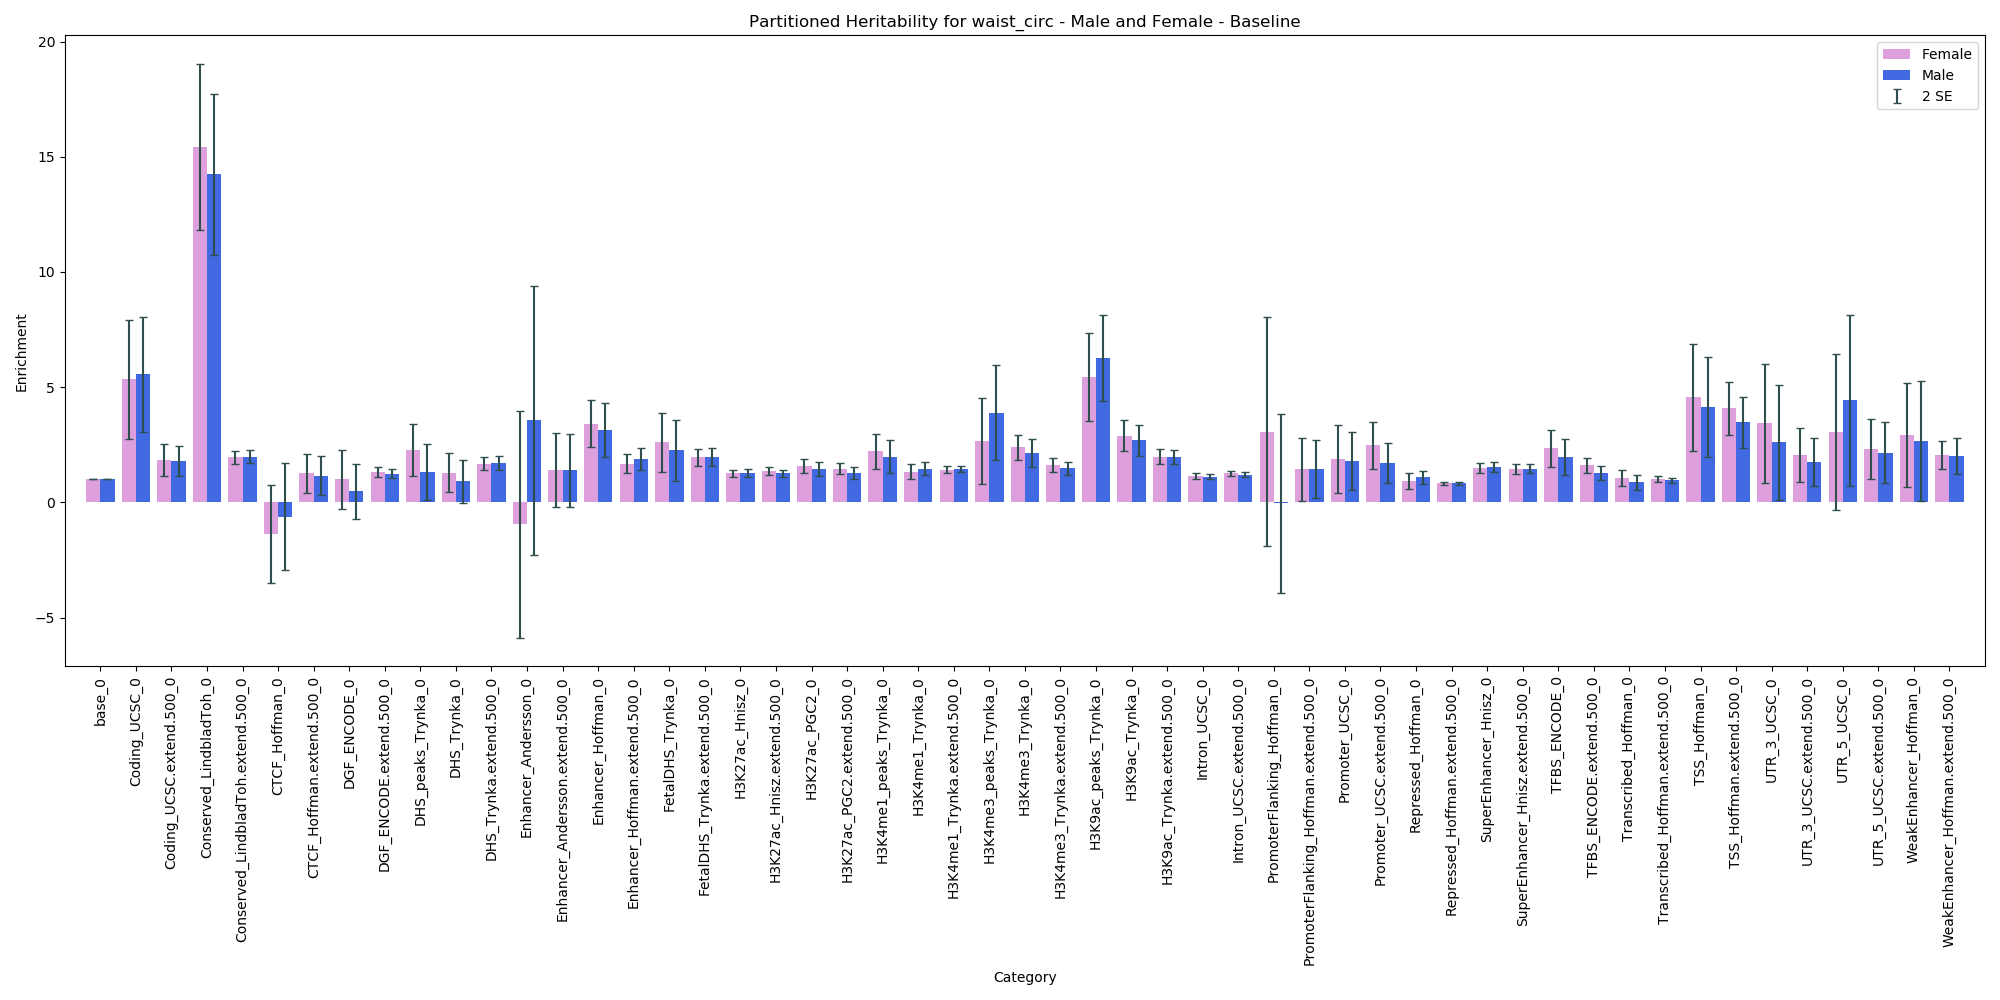 Partitioned Heritability for waist_circ - Male and Female - Baseline
Female
Male
2 SE
Enrichment
20
15
10
5
0
−5
base_0
Coding_UCSC_0
Coding_UCSC.extend.500_0
Conserved_LindbladToh_0
Conserved_LindbladToh.extend.500_0
CTCF_Hoffman_0
CTCF_Hoffman.extend.500_0
DGF_ENCODE_0
DGF_ENCODE.extend.500_0
DHS_peaks_Trynka_0
DHS_Trynka_0
DHS_Trynka.extend.500_0
Enhancer_Andersson_0
Enhancer_Andersson.extend.500_0
Enhancer_Hoffman_0
Enhancer_Hoffman.extend.500_0
FetalDHS_Trynka_0
FetalDHS_Trynka.extend.500_0
H3K27ac_Hnisz_0
H3K27ac_Hnisz.extend.500_0
H3K27ac_PGC2_0
H3K27ac_PGC2.extend.500_0
H3K4me1_peaks_Trynka_0
H3K4me1_Trynka_0
H3K4me1_Trynka.extend.500_0
H3K4me3_peaks_Trynka_0
H3K4me3_Trynka_0
H3K4me3_Trynka.extend.500_0
H3K9ac_peaks_Trynka_0
H3K9ac_Trynka_0
H3K9ac_Trynka.extend.500_0
Intron_UCSC_0
Intron_UCSC.extend.500_0
PromoterFlanking_Hoffman_0
PromoterFlanking_Hoffman.extend.500_0
Promoter_UCSC_0
Promoter_UCSC.extend.500_0
Repressed_Hoffman_0
Repressed_Hoffman.extend.500_0
SuperEnhancer_Hnisz_0
SuperEnhancer_Hnisz.extend.500_0
TFBS_ENCODE_0
TFBS_ENCODE.extend.500_0
Transcribed_Hoffman_0
Transcribed_Hoffman.extend.500_0
TSS_Hoffman_0
TSS_Hoffman.extend.500_0
UTR_3_UCSC_0
UTR_3_UCSC.extend.500_0
UTR_5_UCSC_0
UTR_5_UCSC.extend.500_0
WeakEnhancer_Hoffman_0
WeakEnhancer_Hoffman.extend.500_0
Category